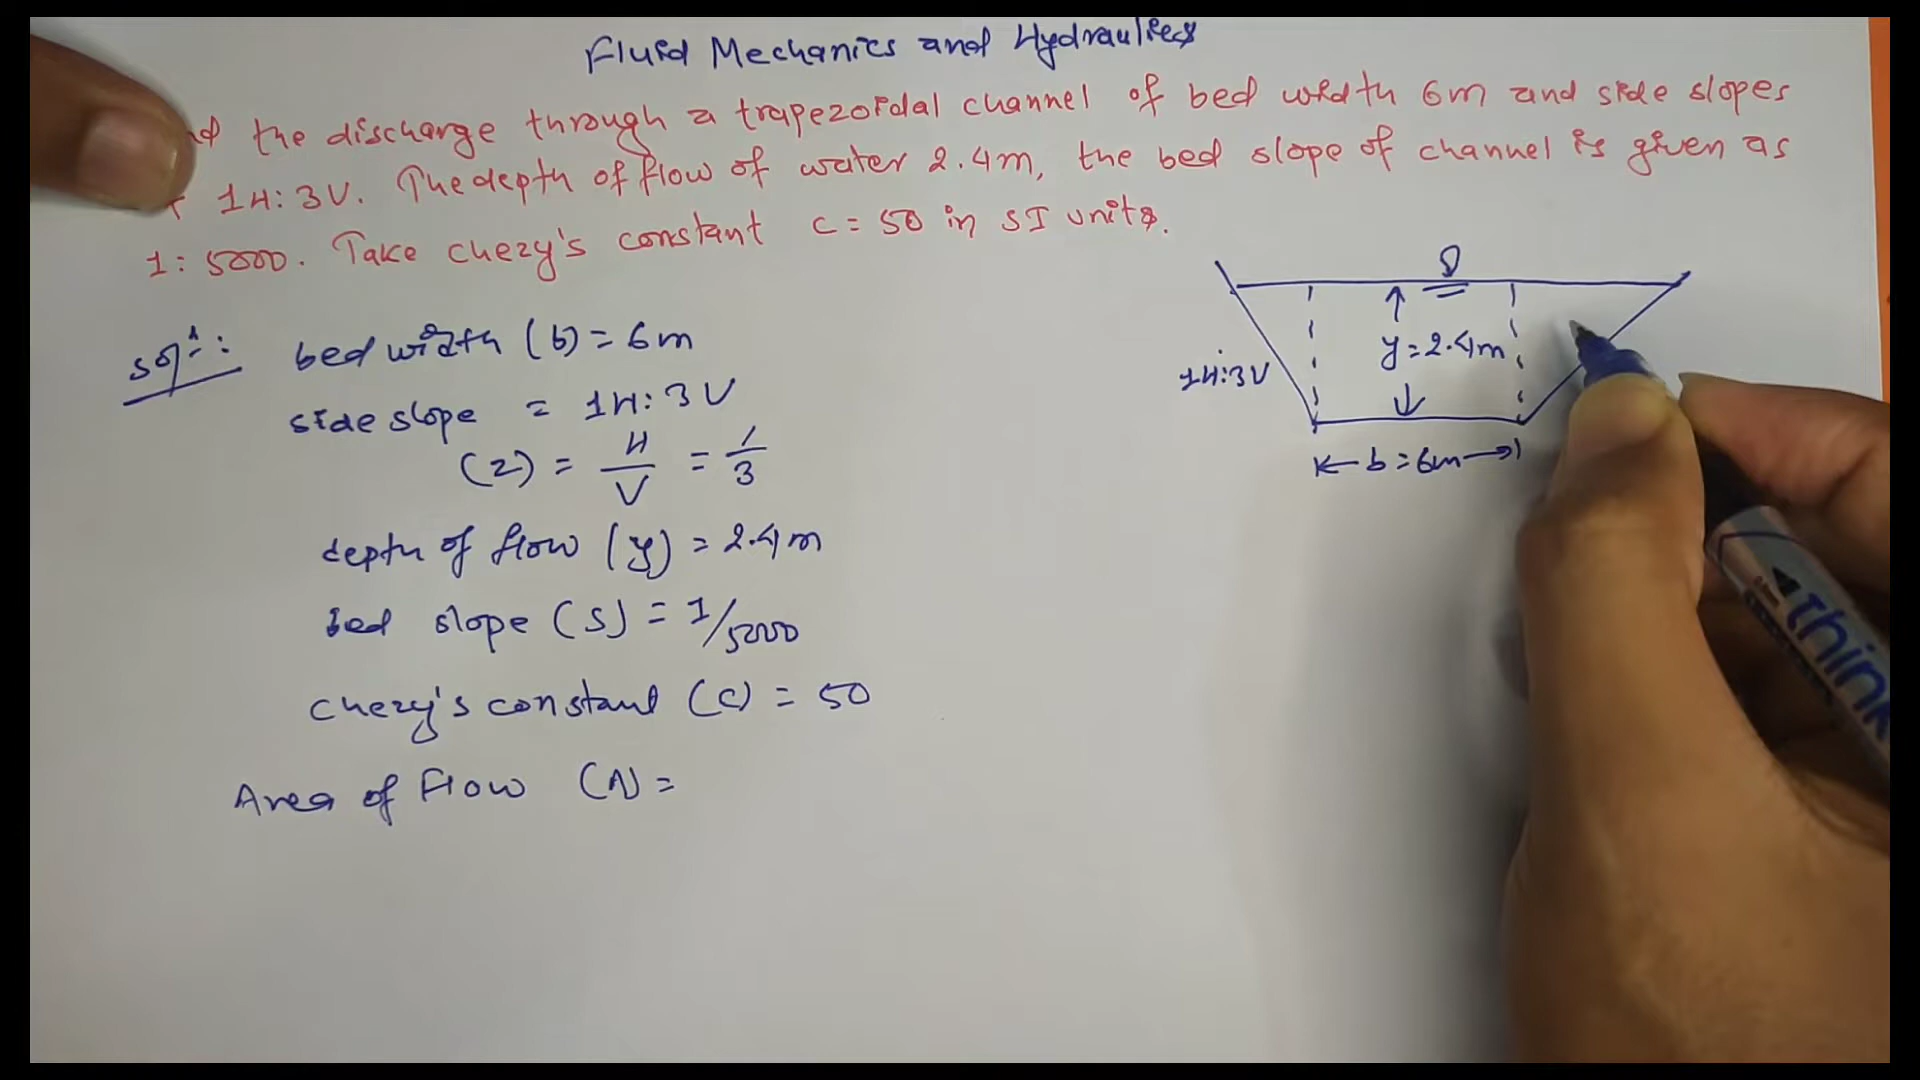 Fluid Mechanics and Hydraulics
the discharge through a trapezoidal channel of bed width 6m and side slopes
1H:3V. The depth of flow of water 2.4m, the bed slope of channel is given as
1:5000. Take chezy's constant c=50 in SI units.
soln:
bed width (b) = 6m
side slope = 1H:3V
(z) = H/V = 1/3
depth of flow (y) = 2.4m
bed slope (S) = 1/5000
chezy's constant (c) = 50
Area of Flow (A) =
y=2.4m
1H:3V
b=6m
think